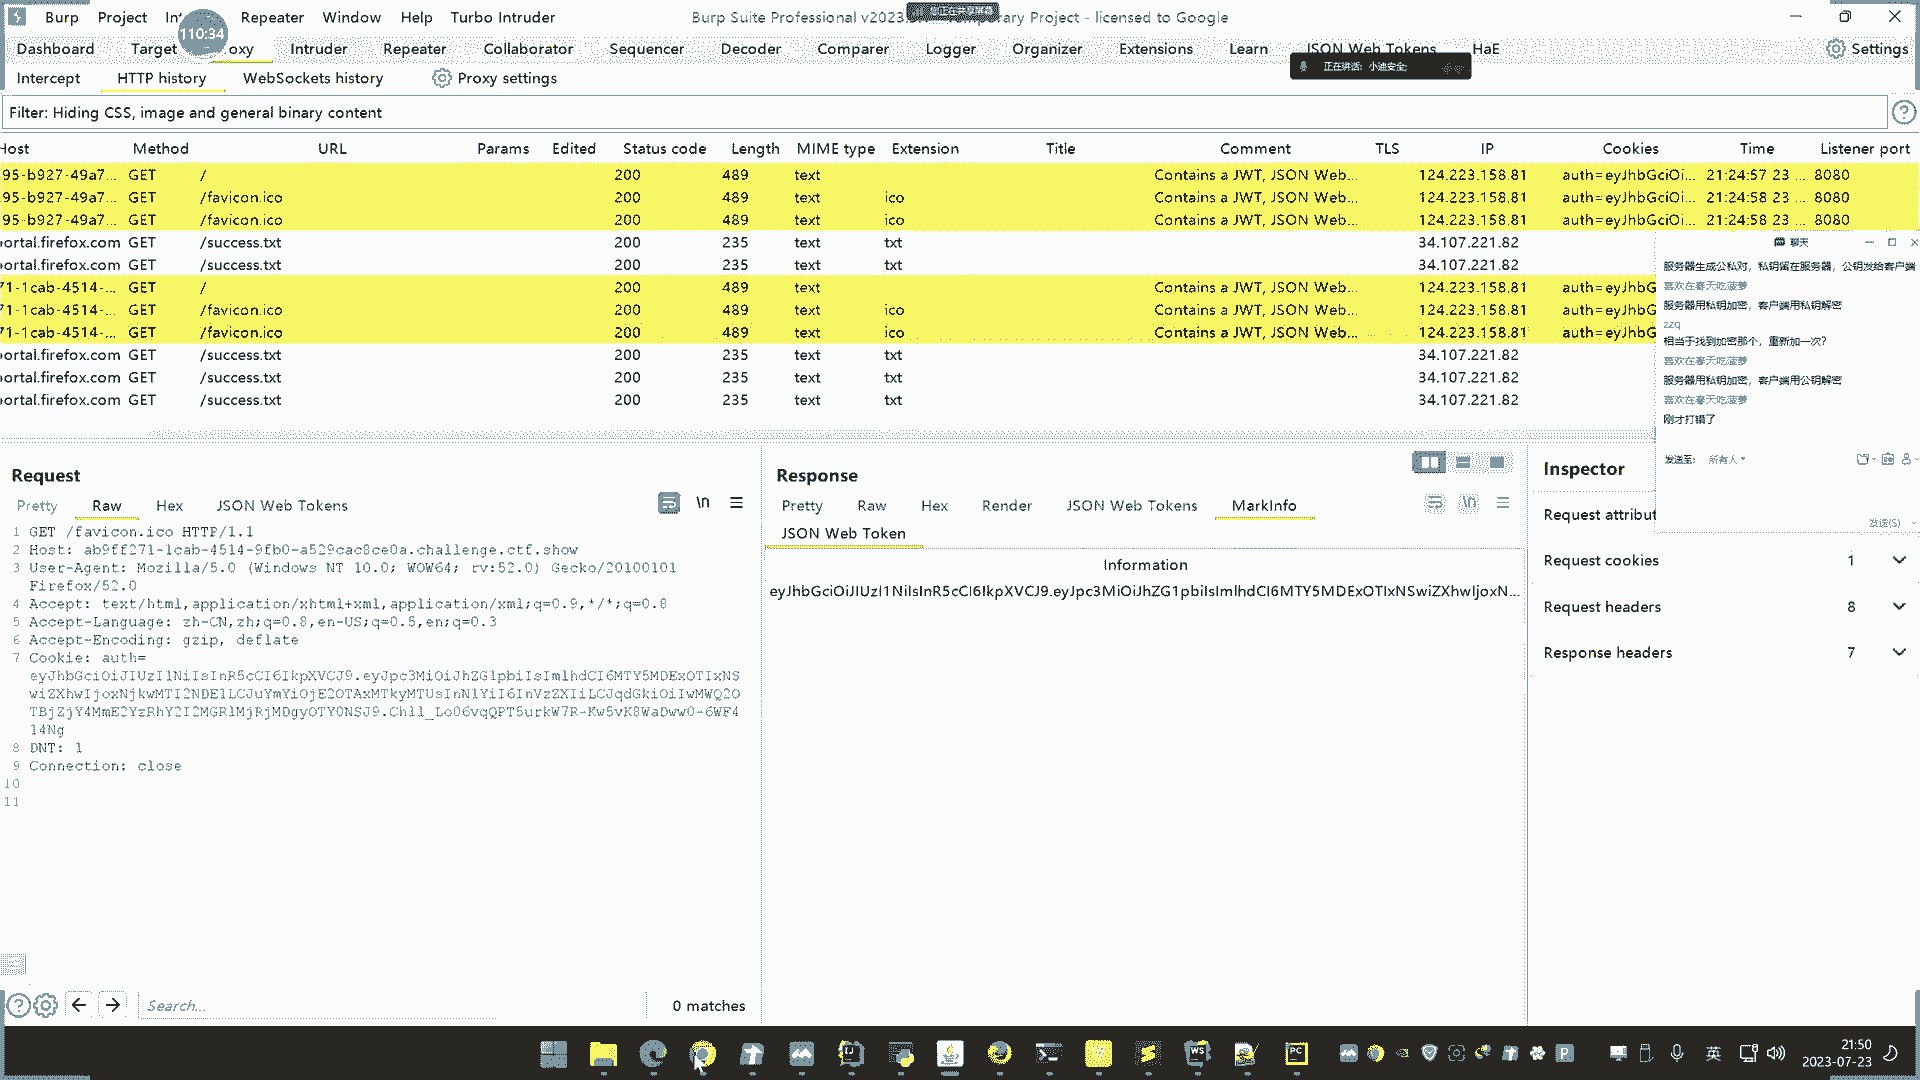 Burp Project Repeater Window Help Turbo Intruder
Burp Suite Professional licensed to Google
110:34
Dashboard Target Intruder Repeater Collaborator Sequencer Decoder Comparer Logger Organizer Extensions Learn JSON Web Tokens HaE Settings
正在讲话: 小迪安全;
Intercept HTTP history WebSockets history Proxy settings
Filter: Hiding CSS, image and general binary content
Host Method URL Params Edited Status code Length MIME type Extension Title Comment TLS IP Cookies Time Listener port
95-b927-49a7... GET / 200 489 text Contains a JWT, JSON Web... 124.223.158.81 auth=eyJhbGciOi... 21:24:57 23 ... 8080
95-b927-49a7... GET /favicon.ico 200 489 text ico Contains a JWT, JSON Web... 124.223.158.81 auth=eyJhbGciOi... 21:24:58 23 ... 8080
95-b927-49a7... GET /favicon.ico 200 489 text ico Contains a JWT, JSON Web... 124.223.158.81 auth=eyJhbGciOi... 21:24:58 23 ... 8080
ortal.firefox.com GET /success.txt 200 235 text txt 34.107.221.82
ortal.firefox.com GET /success.txt 200 235 text txt 34.107.221.82
71-1cab-4514-... GET / 200 489 text Contains a JWT, JSON Web... 124.223.158.81 auth=eyJhbG
71-1cab-4514-... GET /favicon.ico 200 489 text ico Contains a JWT, JSON Web... 124.223.158.81 auth=eyJhbG
71-1cab-4514-... GET /favicon.ico 200 489 text ico Contains a JWT, JSON Web... 124.223.158.81 auth=eyJhbG
ortal.firefox.com GET /success.txt 200 235 text txt 34.107.221.82
ortal.firefox.com GET /success.txt 200 235 text txt 34.107.221.82
ortal.firefox.com GET /success.txt 200 235 text txt 34.107.221.82
聊天
服务器生成公私对，私钥留在服务器，公钥发给客户端
喜欢在春天吃菠萝
服务器用私钥加密，客户端用私钥解密
zzq
相当于找到加密那个，重新加一次?
喜欢在春天吃菠萝
服务器用私钥加密，客户端用公钥解密
喜欢在春天吃菠萝
刚才打错了
发送至: 所有人
发送(S)
Request
Pretty Raw Hex JSON Web Tokens
\n
1 GET /favicon.ico HTTP/1.1
2 Host: ab9ff271-1cab-4514-9fb0-a529cac8ce0a.challenge.ctf.show
3 User-Agent: Mozilla/5.0 (Windows NT 10.0; WOW64; rv:52.0) Gecko/20100101
Firefox/52.0
4 Accept: text/html,application/xhtml+xml,application/xml;q=0.9,*/*;q=0.8
5 Accept-Language: zh-CN,zh;q=0.8,en-US;q=0.5,en;q=0.3
6 Accept-Encoding: gzip, deflate
7 Cookie: auth=
eyJhbGciOiJIUzI1NiIsInR5cCI6IkpXVCJ9.eyJpc3MiOiJhZG1pbiIsImlhdCI6MTY5MDExOTIxNS
wiZXhwIjoxNjkwMTI2NDE1LCJuYmYiOjE2OTAxMTkyMTUsInN1YiI6InVzZXIiLCJqdGkiOiIwMWQ2O
TBjZjY4MmE2YzRhY2I2MGRlMjRjMDgyOTY0NSJ9.Chll_Lo06vqQPT5urkW7R-Kw5vK8WaDww0-6WF4
l4Ng
8 DNT: 1
9 Connection: close
10
11
Search...
0 matches
Response
Pretty Raw Hex Render JSON Web Tokens MarkInfo
\n
JSON Web Token
Information
eyJhbGciOiJIUzI1NiIsInR5cCI6IkpXVCJ9.eyJpc3MiOiJhZG1pbiIsImlhdCI6MTY5MDExOTIxNSwiZXhwIjoxN...
Inspector
Request attribut
Request cookies 1
Request headers 8
Response headers 7
英
21:50
2023-07-23